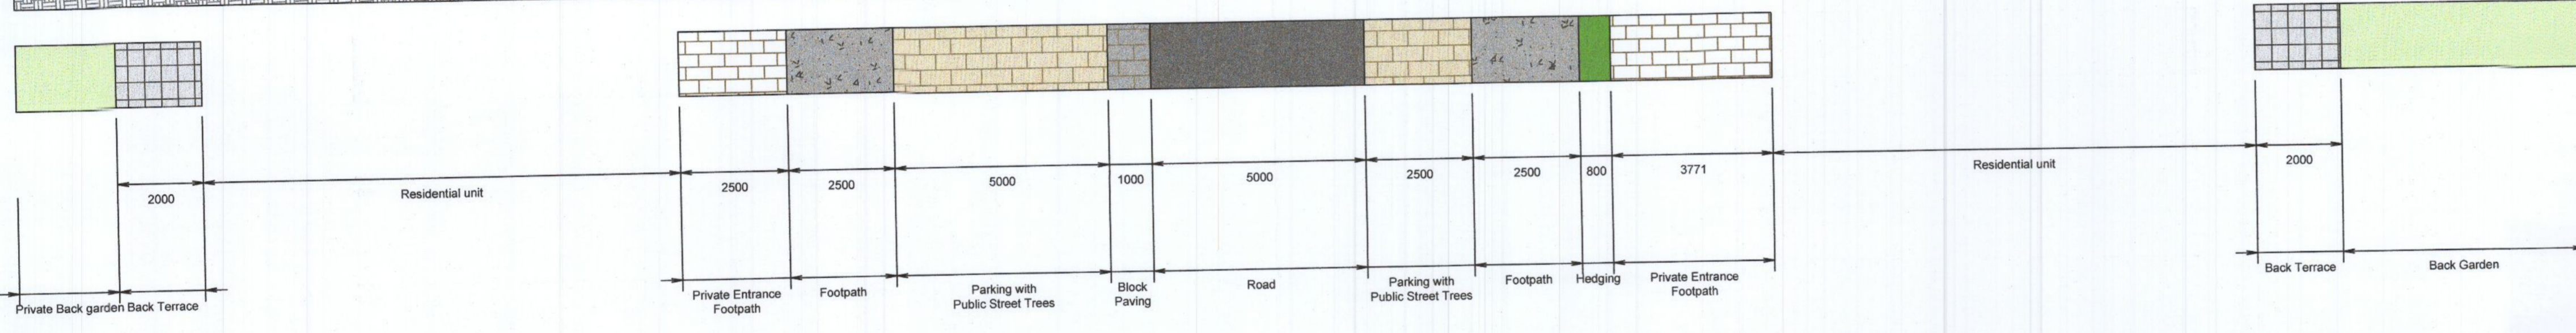 2000
Residential unit
2500
2500
5000
1000
5000
2500
2500
800
3771
Residential unit
2000
Private Back garden
Back Terrace
Private Entrance
Footpath
Footpath
Parking with
Public Street Trees
Block
Paving
Road
Parking with
Public Street Trees
Footpath
Hedging
Private Entrance
Footpath
Back Terrace
Back Garden